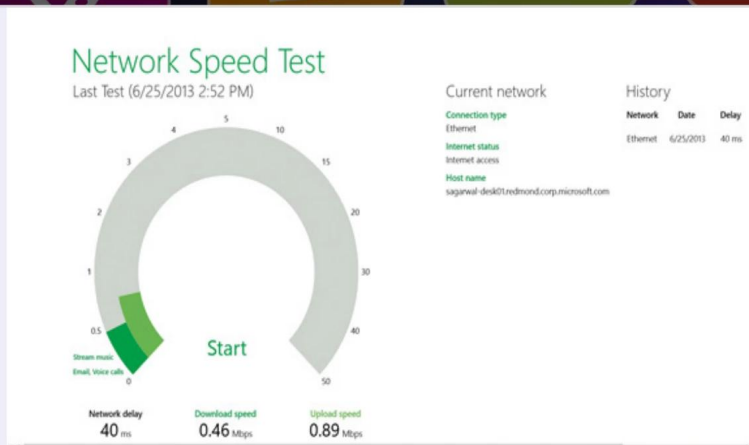 Network Speed Test
Last Test (6/25/2013 2:52 PM)
5
4
10
3
15
2
20
1
30
0.5
40
Stream music
Email, Voice calls
0
50
Start
Network delay
40 ms
Download speed
0.46 Mbps
Upload speed
0.89 Mbps
Current network
Connection type
Ethernet
Internet status
Internet access
Host name
sagarwal-desk01.redmond.corp.microsoft.com
History
Network Date Delay
Ethernet 6/25/2013 40 ms